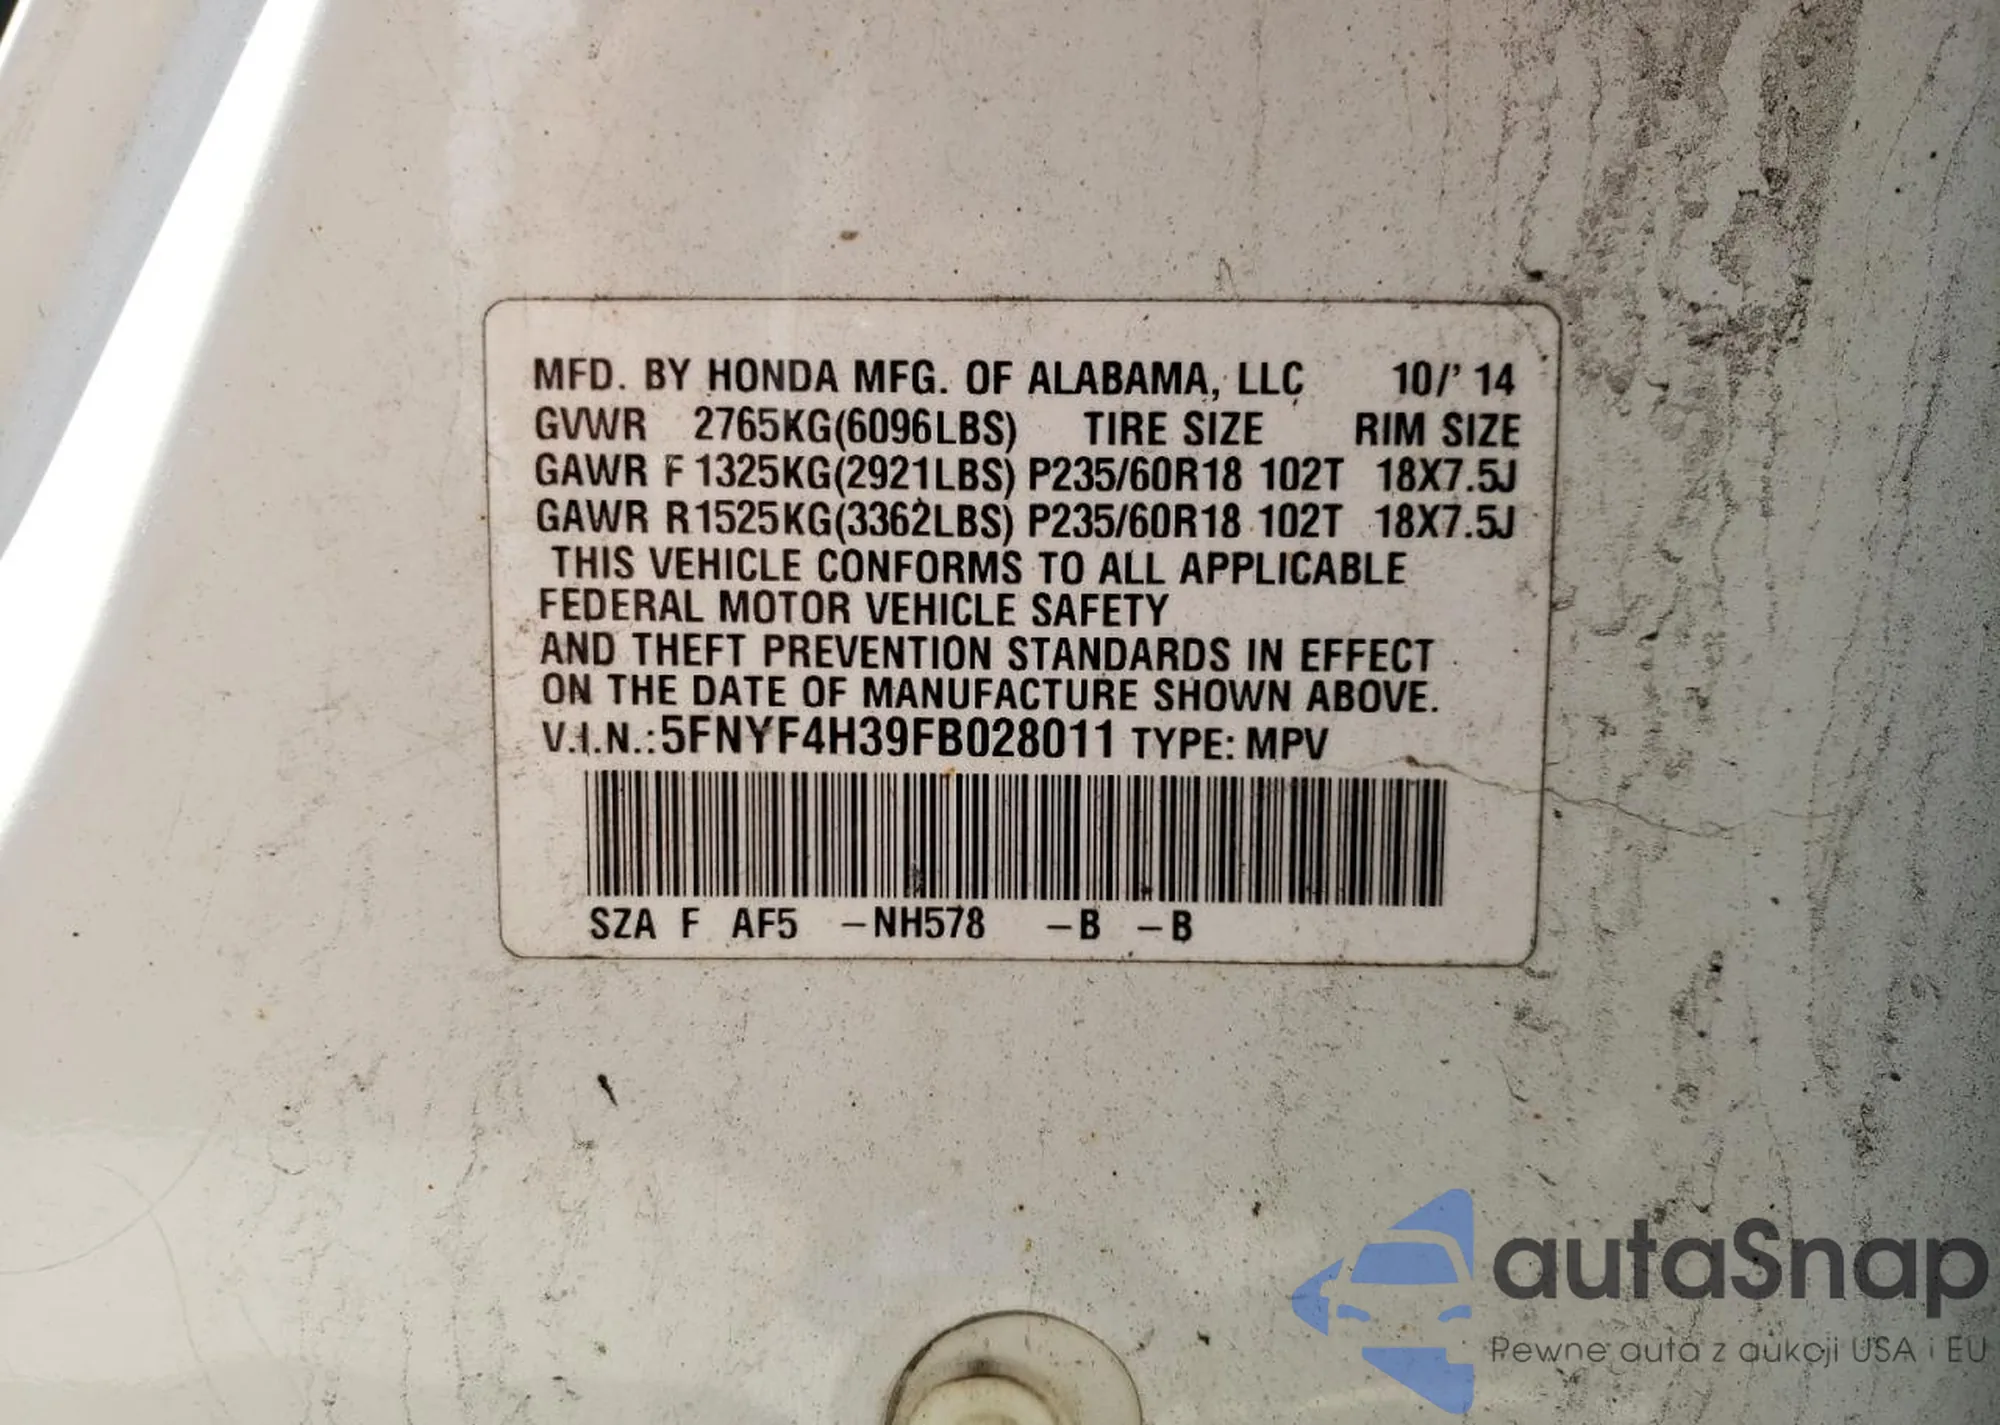 MFD. BY HONDA MFG. OF ALABAMA, LLC 10/' 14
GVWR 2765KG(6096LBS) TIRE SIZE RIM SIZE
GAWR F 1325KG(2921LBS) P235/60R18 102T 18X7.5J
GAWR R1525KG(3362LBS) P235/60R18 102T 18X7.5J
THIS VEHICLE CONFORMS TO ALL APPLICABLE
FEDERAL MOTOR VEHICLE SAFETY
AND THEFT PREVENTION STANDARDS IN EFFECT
ON THE DATE OF MANUFACTURE SHOWN ABOVE.
V.I.N.:5FNYF4H39FB028011 TYPE: MPV
SZA F AF5 -NH578 -B -B
autaSnap
Pewne auta z aukcji USA i EU